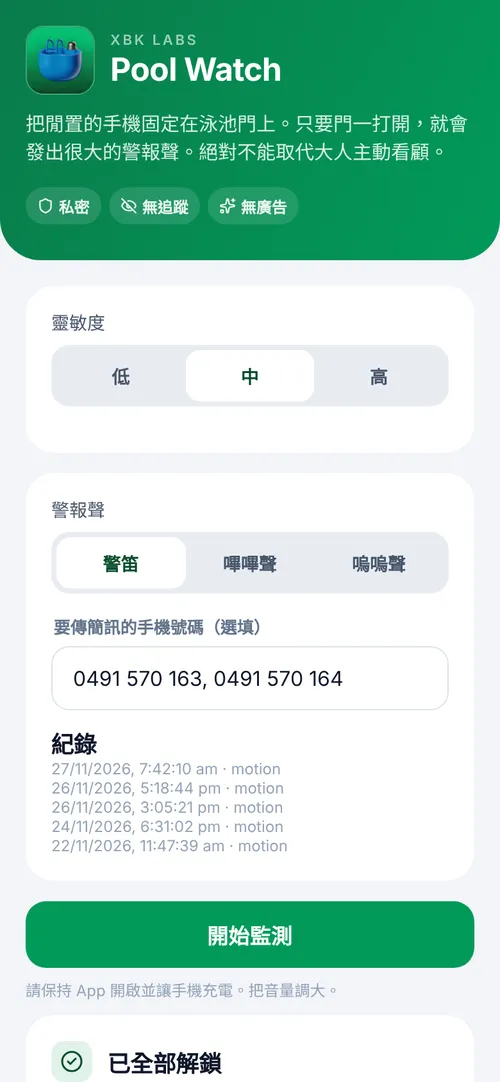 XBK LABS
Pool Watch
把閒置的手機固定在泳池門上。只要門一打開，就會
發出很大的警報聲。絕對不能取代大人主動看顧。
私密 無追蹤 無廣告
靈敏度
低 中 高
警報聲
警笛 嗶嗶聲 嗚嗚聲
要傳簡訊的手機號碼（選填）
0491 570 163, 0491 570 164
紀錄
27/11/2026, 7:42:10 am · motion
26/11/2026, 5:18:44 pm · motion
26/11/2026, 3:05:21 pm · motion
24/11/2026, 6:31:02 pm · motion
22/11/2026, 11:47:39 am · motion
開始監測
請保持 App 開啟並讓手機充電。把音量調大。
已全部解鎖